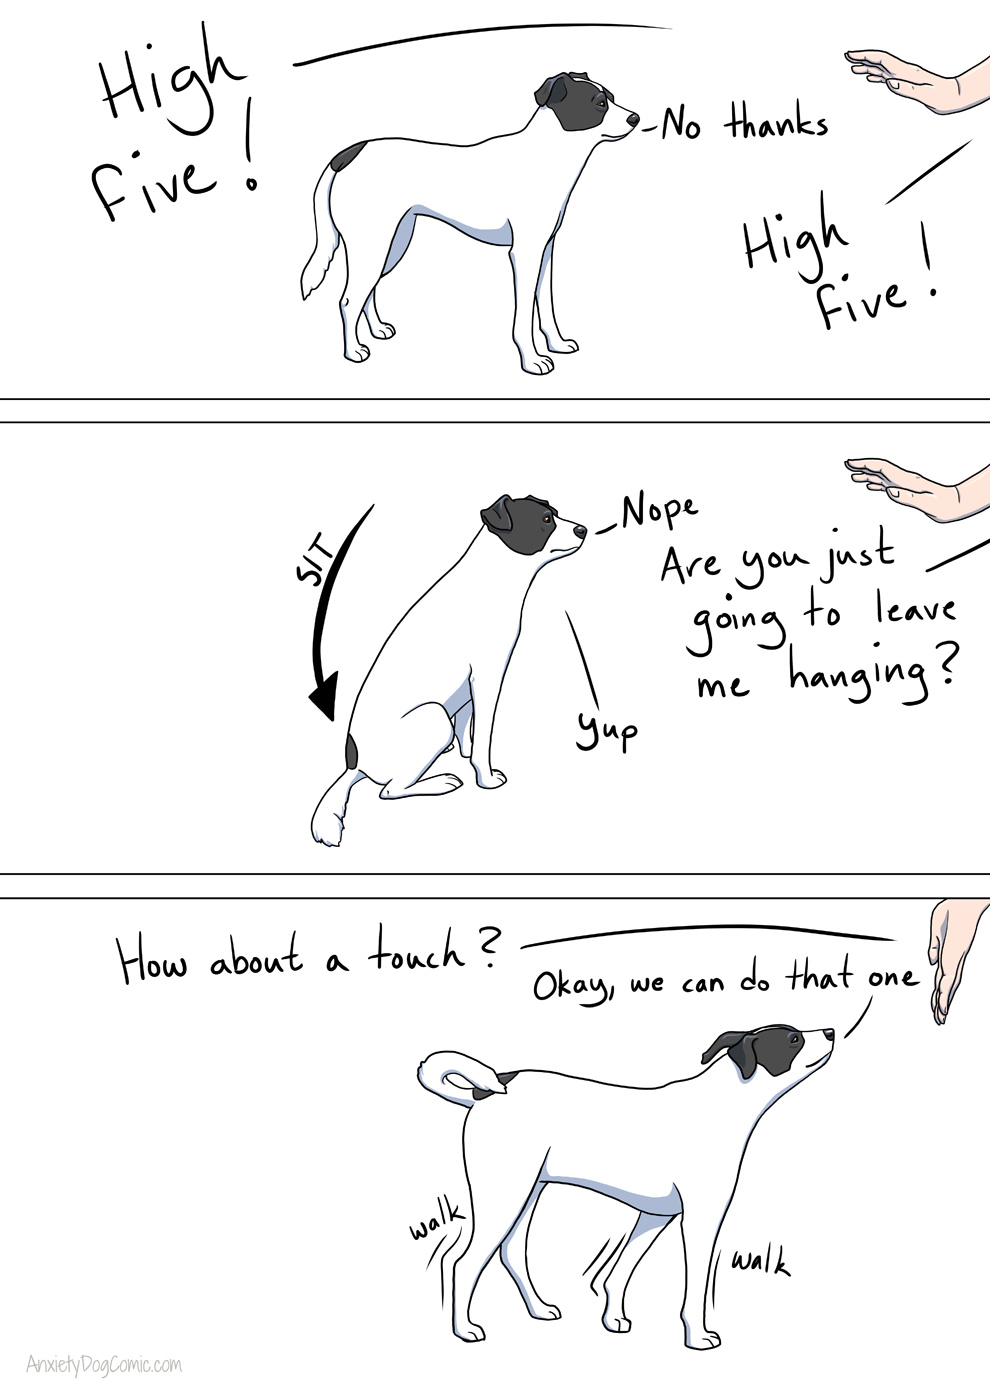 High
five!
No thanks
High
five!
SIT
Nope
Are you just
going to leave
me hanging?
yup
How about a touch?
Okay, we can do that one
walk
walk
AnxietyDogComic.com